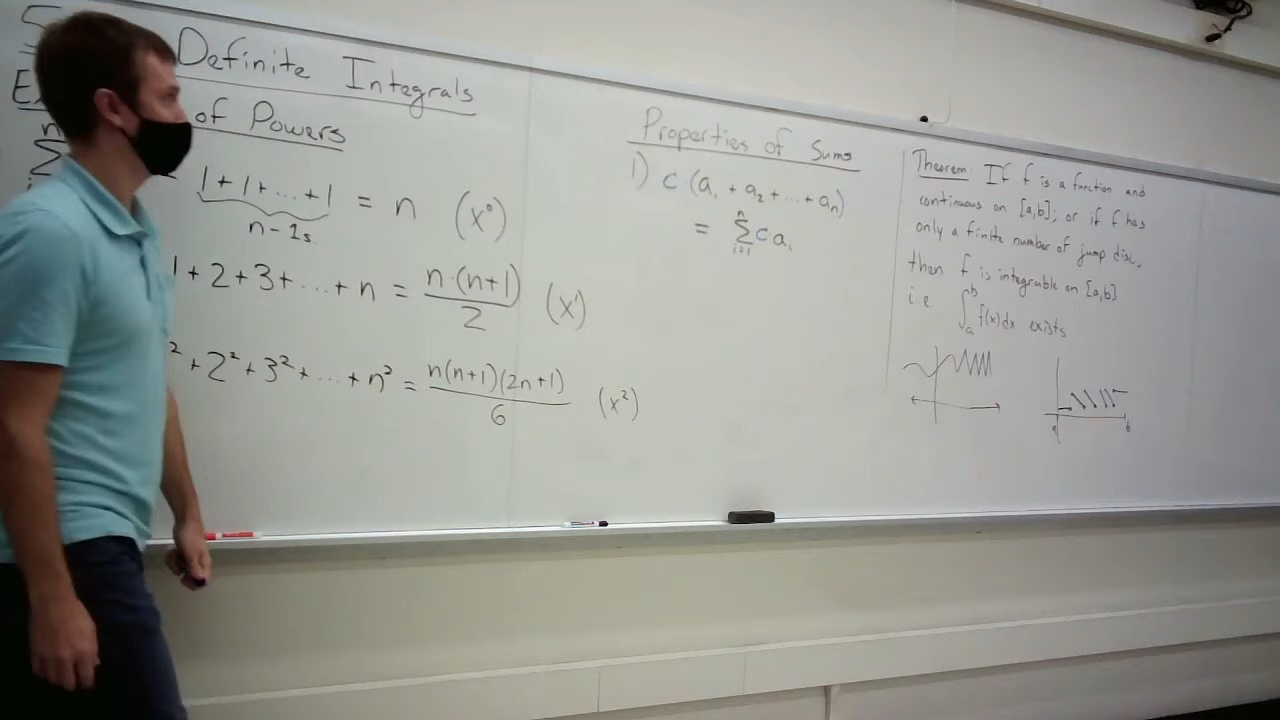 Definite Integrals
of Powers
1 + 1 + ... + 1 = n (x⁰)
n - 1s
1 + 2 + 3 + ... + n = n·(n+1) / 2 (x¹)
² + 2² + 3² + ... + n² = n(n+1)(2n+1) / 6 (x²)
Properties of Sums
1) c (a₁ + a₂ + ... + aₙ)
= ∑ᵢ₌₁ⁿ c aᵢ
Theorem: If f is a function and
continuous on [a,b]; or if f has
only a finite number of jump disc.
then f is integrable on [a,b]
i.e. ∫ₐᵇ f(x)dx exists
a b